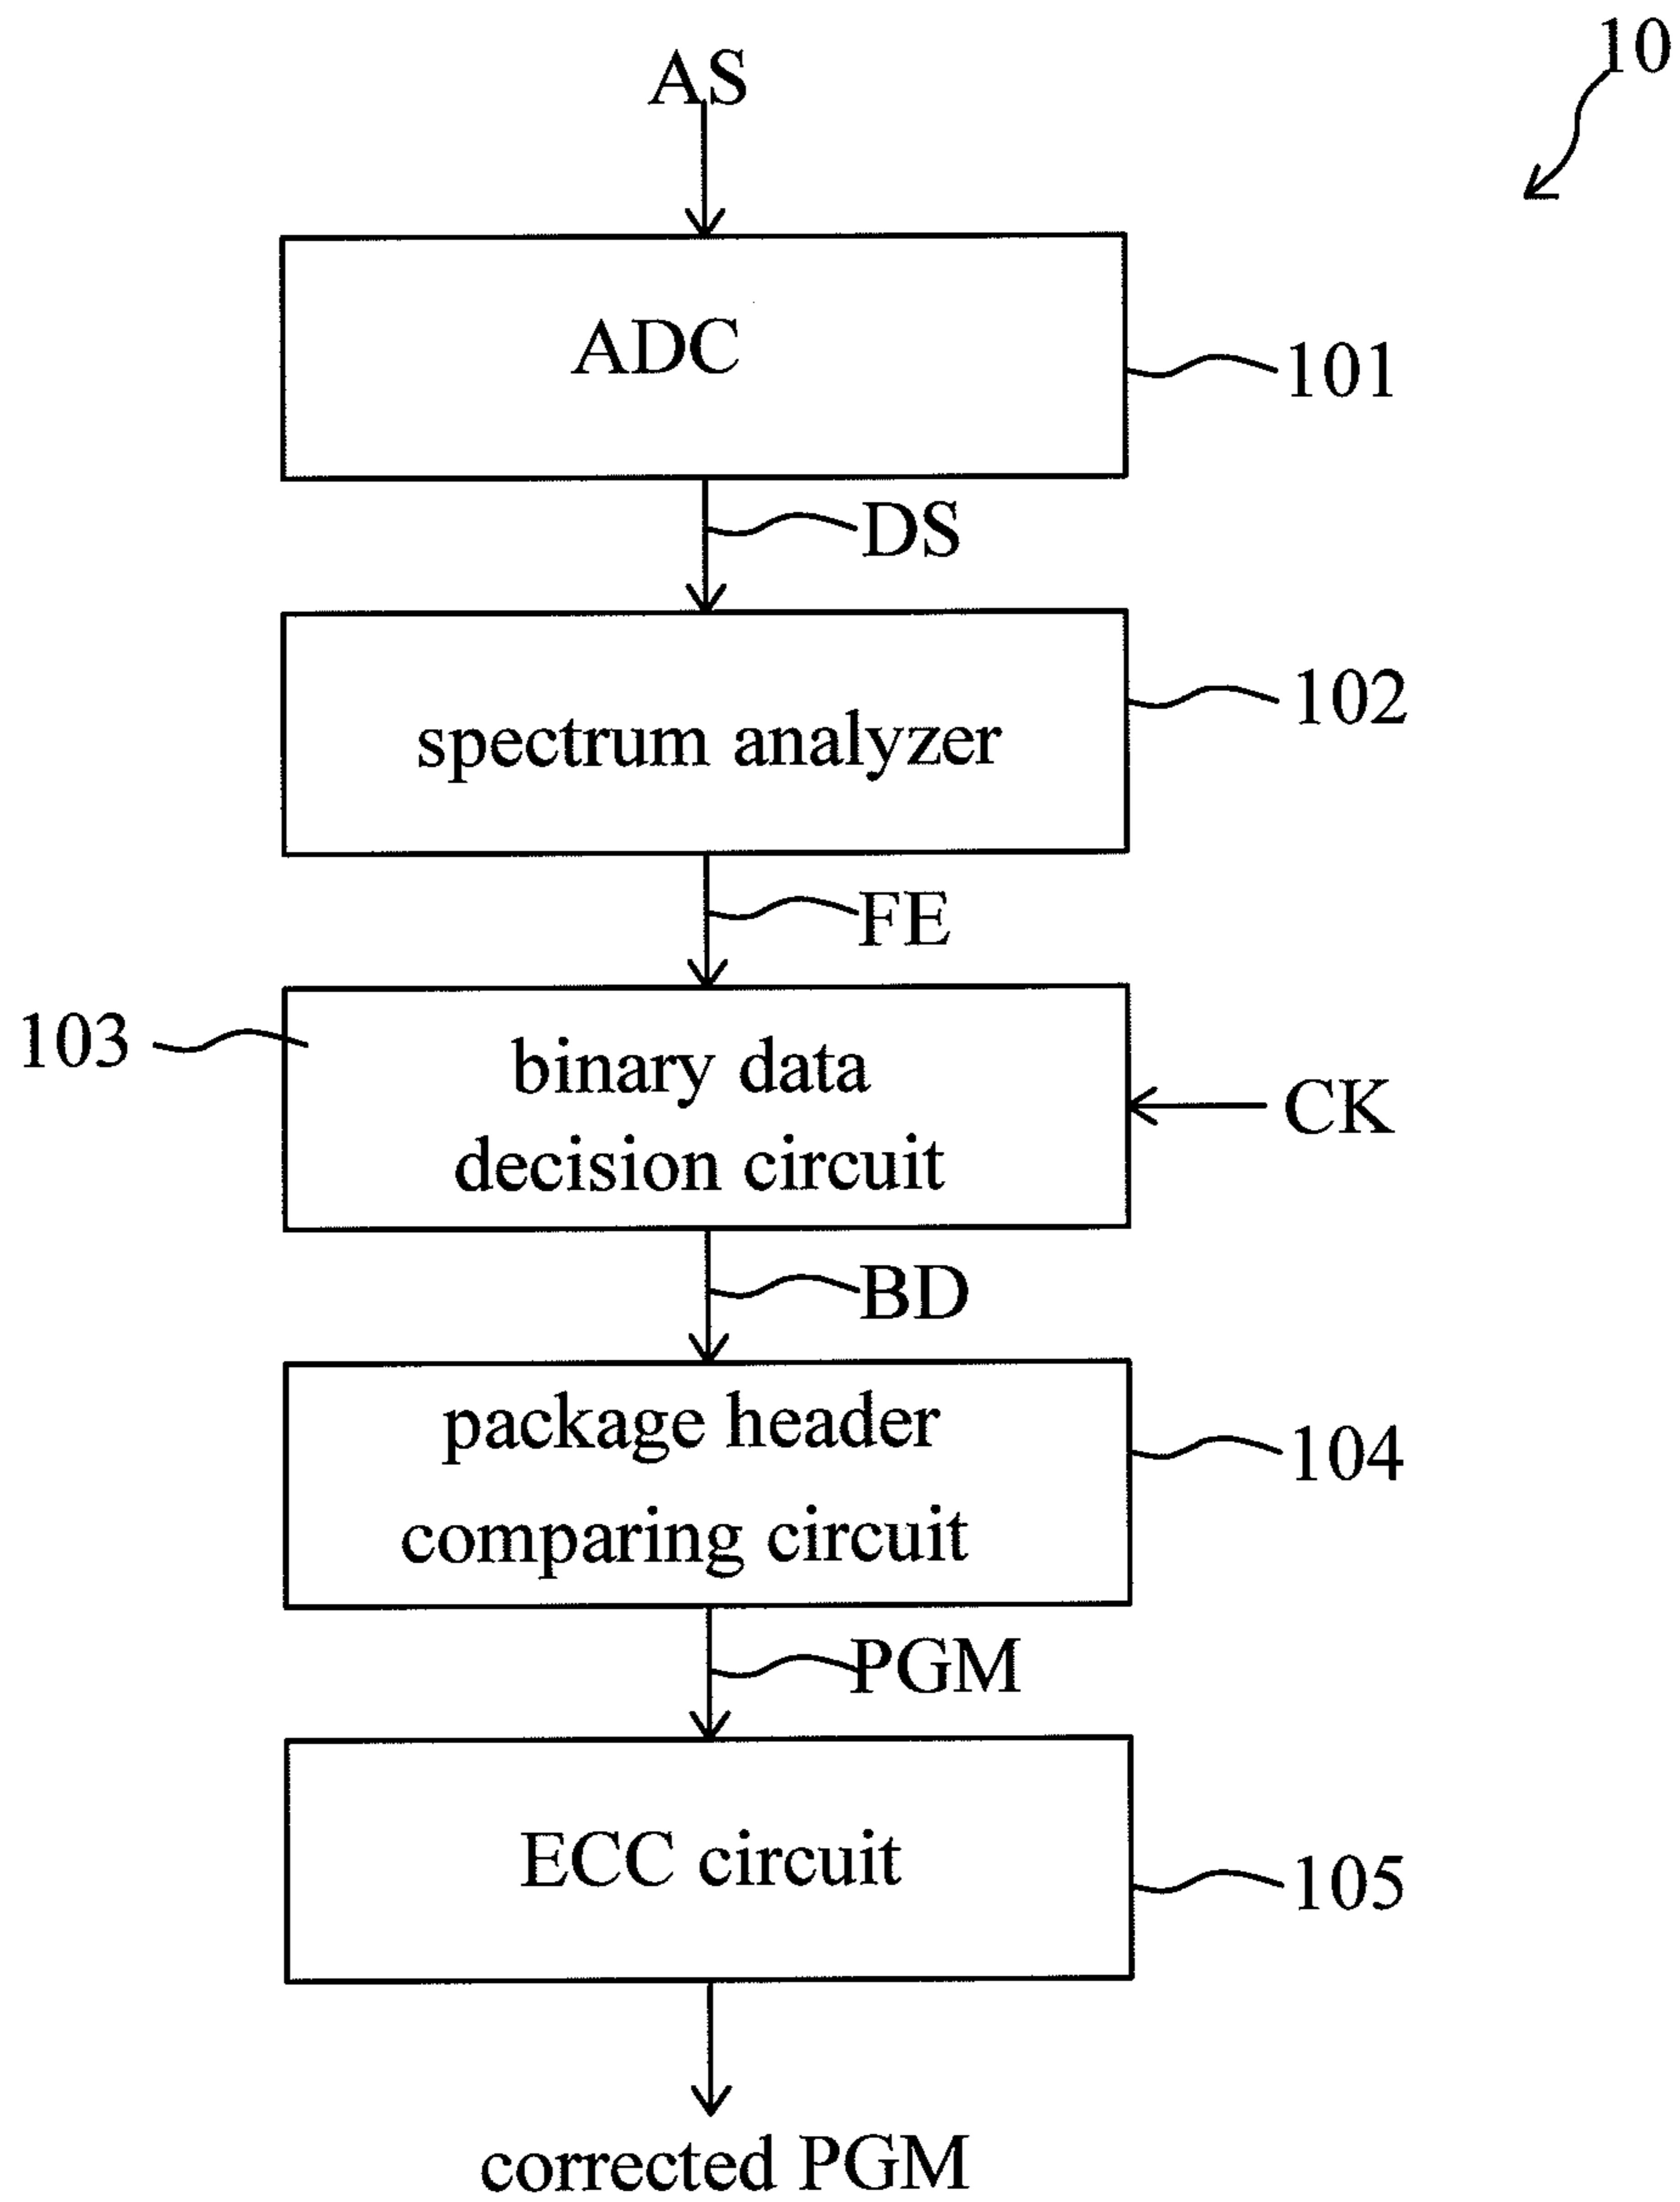 10
AS
ADC
101
DS
spectrum analyzer
102
FE
103
binary data
decision circuit
CK
BD
package header
comparing circuit
104
PGM
ECC circuit
105
corrected PGM